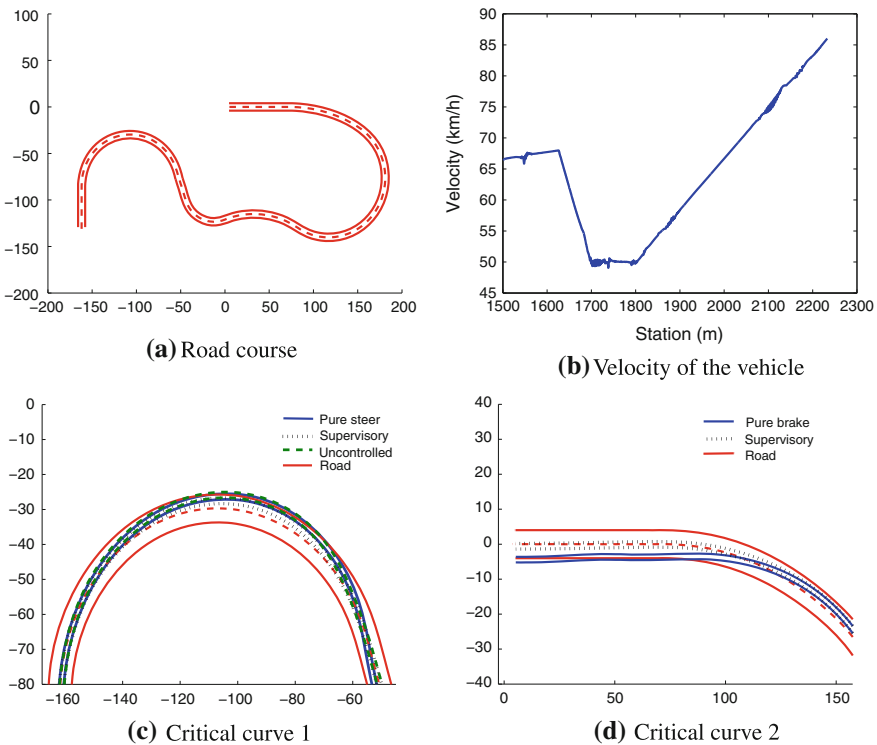 100
50
0
−50
−100
−150
−200
−200 −150 −100 −50 0 50 100 150 200
(a) Road course
90
85
80
75
70
65
60
55
50
45
Velocity (km/h)
1500 1600 1700 1800 1900 2000 2100 2200 2300
Station (m)
(b) Velocity of the vehicle
0
−10
−20
−30
−40
−50
−60
−70
−80
−160 −140 −120 −100 −80 −60
Pure steer
Supervisory
Uncontrolled
Road
(c) Critical curve 1
40
30
20
10
0
−10
−20
−30
−40
0 50 100 150
Pure brake
Supervisory
Road
(d) Critical curve 2